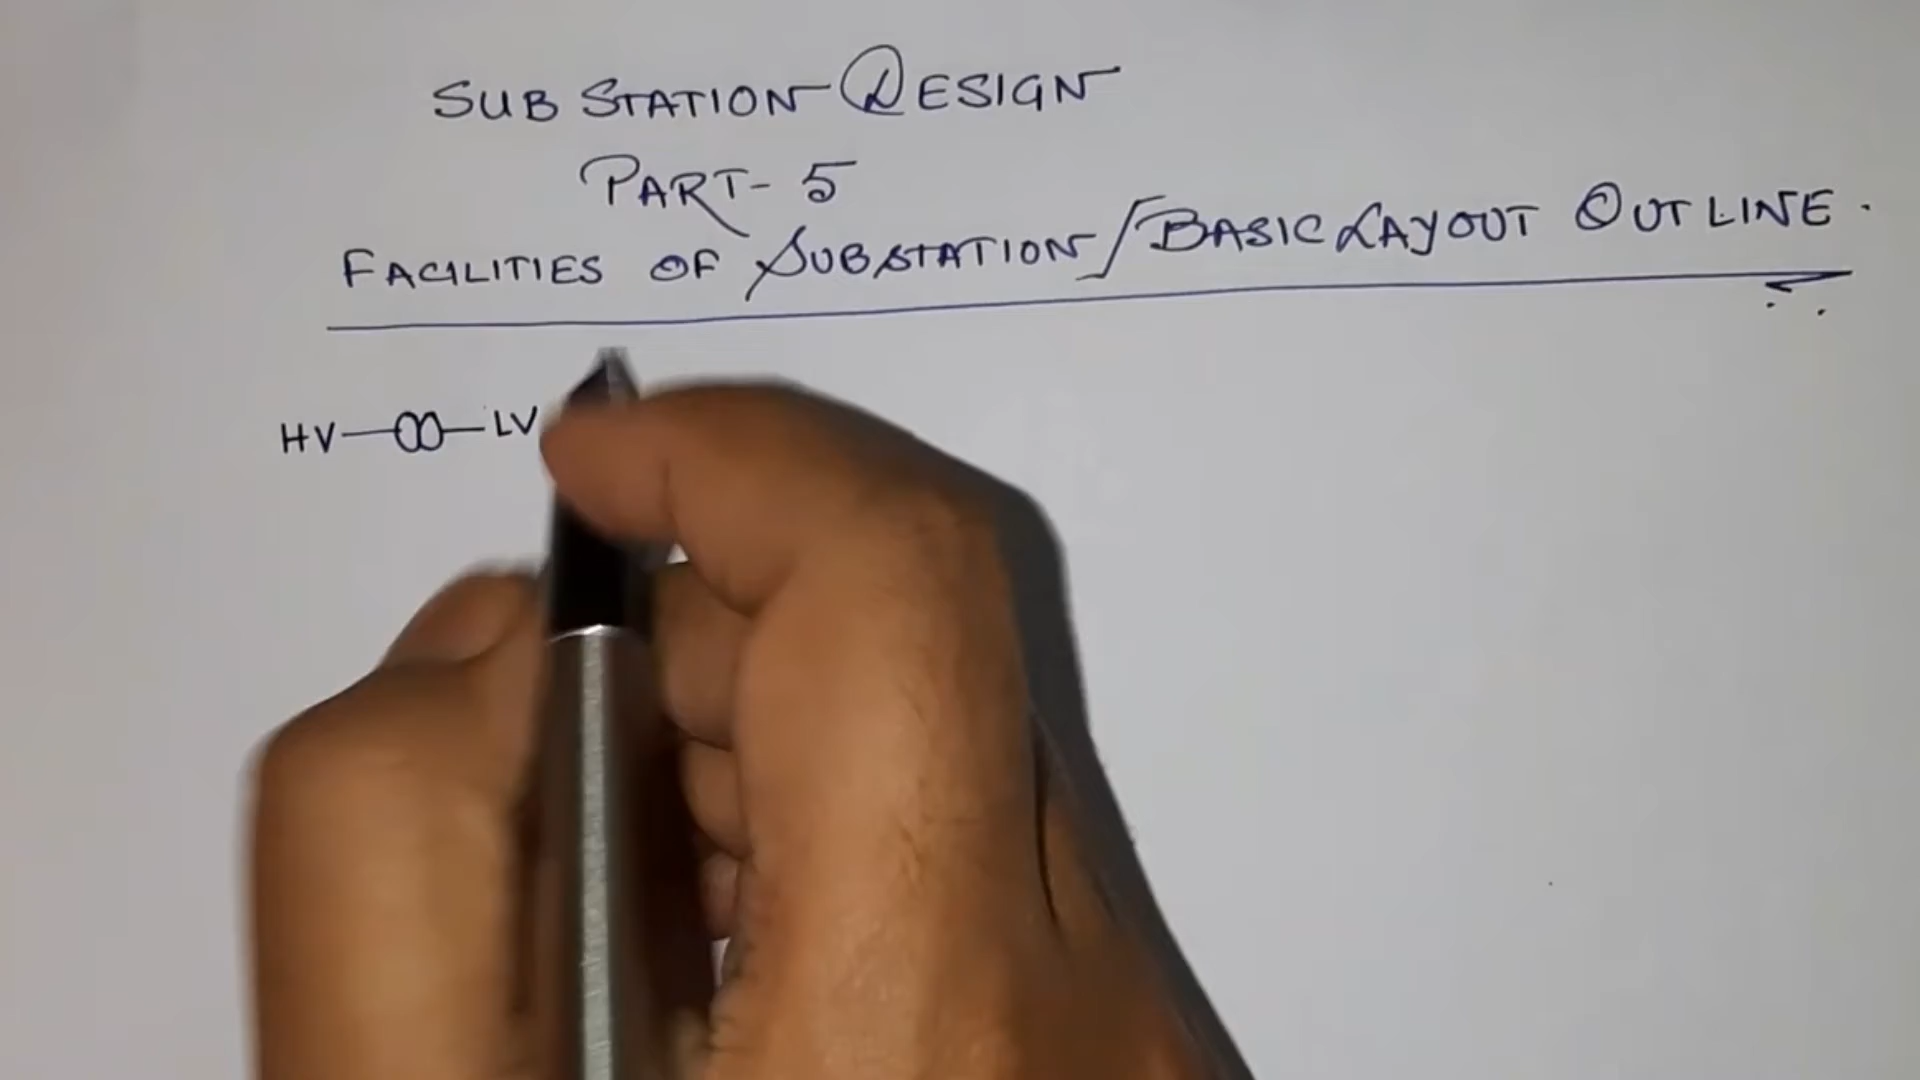 SUB STATION DESIGN
PART- 5
FACILITIES OF SUBSTATION/BASIC LAYOUT OUTLINE.
HV LV